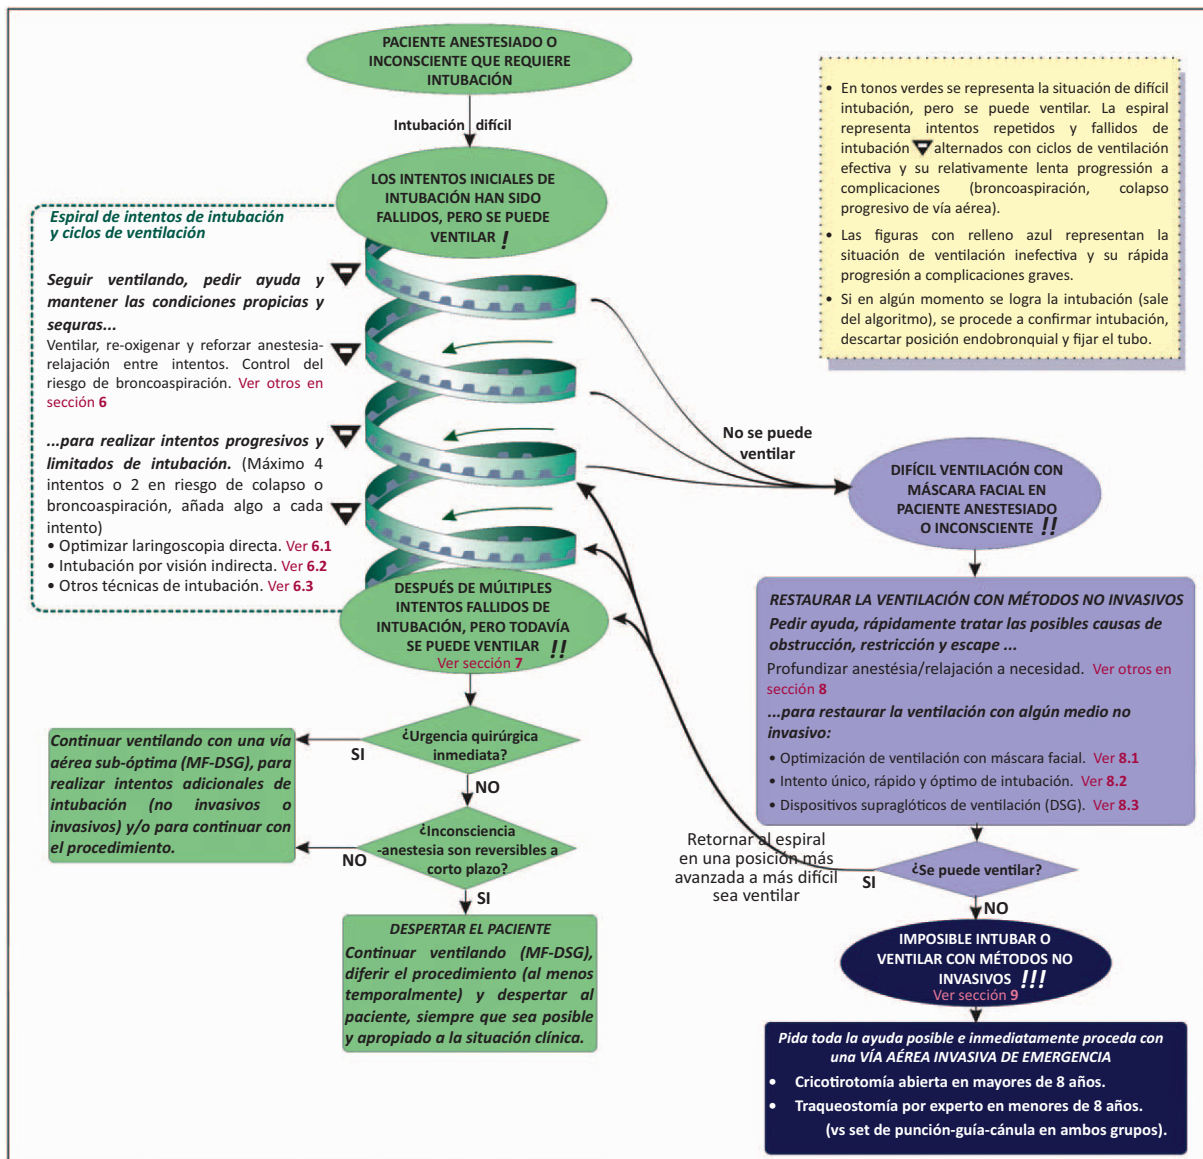 PACIENTE ANESTESIADO O
INCONSCIENTE QUE REQUIERE
INTUBACIÓN
Intubación difícil
LOS INTENTOS INICIALES DE
INTUBACIÓN HAN SIDO
FALLIDOS, PERO SE PUEDE
VENTILAR !
• En tonos verdes se representa la situación de difícil
intubación, pero se puede ventilar. La espiral
representa intentos repetidos y fallidos de
intubación alternados con ciclos de ventilación
efectiva y su relativamente lenta progresión a
complicaciones (broncoaspiración, colapso
progresivo de vía aérea).
• Las figuras con relleno azul representan la
situación de ventilación inefectiva y su rápida
progresión a complicaciones graves.
• Si en algún momento se logra la intubación (sale
del algoritmo), se procede a confirmar intubación,
descartar posición endobronquial y fijar el tubo.
Espiral de intentos de intubación
y ciclos de ventilación
Seguir ventilando, pedir ayuda y
mantener las condiciones propicias y
sequras...
Ventilar, re-oxigenar y reforzar anestesia-
relajación entre intentos. Control del
riesgo de broncoaspiración. Ver otros en
sección 6
...para realizar intentos progresivos y
limitados de intubación. (Máximo 4
intentos o 2 en riesgo de colapso o
broncoaspiración, añada algo a cada
intento)
• Optimizar laringoscopia directa. Ver 6.1
• Intubación por visión indirecta. Ver 6.2
• Otros técnicas de intubación. Ver 6.3
No se puede
ventilar
DIFÍCIL VENTILACIÓN CON
MÁSCARA FACIAL EN
PACIENTE ANESTESIADO
O INCONSCIENTE !!
DESPUÉS DE MÚLTIPLES
INTENTOS FALLIDOS DE
INTUBACIÓN, PERO TODAVÍA
SE PUEDE VENTILAR !!
Ver sección 7
RESTAURAR LA VENTILACIÓN CON MÉTODOS NO INVASIVOS
Pedir ayuda, rápidamente tratar las posibles causas de
obstrucción, restricción y escape ...
Profundizar anestésia/relajación a necesidad. Ver otros en
sección 8
...para restaurar la ventilación con algún medio no
invasivo:
• Optimización de ventilación con máscara facial. Ver 8.1
• Intento único, rápido y óptimo de intubación. Ver 8.2
• Dispositivos supraglóticos de ventilación (DSG). Ver 8.3
¿Urgencia quirúrgica
inmediata?
SI
NO
Continuar ventilando con una vía
aérea sub-óptima (MF-DSG), para
realizar intentos adicionales de
intubación (no invasivos o
invasivos) y/o para continuar con
el procedimiento.
¿Inconsciencia
-anestesia son reversibles a
corto plazo?
NO
SI
Retornar al espiral
en una posición más
avanzada a más difícil
sea ventilar
¿Se puede ventilar?
SI
NO
DESPERTAR EL PACIENTE
Continuar ventilando (MF-DSG),
diferir el procedimiento (al menos
temporalmente) y despertar al
paciente, siempre que sea posible
y apropiado a la situación clínica.
IMPOSIBLE INTUBAR O
VENTILAR CON MÉTODOS NO
INVASIVOS !!!
Ver sección 9
Pida toda la ayuda posible e inmediatamente proceda con
una VÍA AÉREA INVASIVA DE EMERGENCIA
• Cricotirotomía abierta en mayores de 8 años.
• Traqueostomía por experto en menores de 8 años.
(vs set de punción-guía-cánula en ambos grupos).